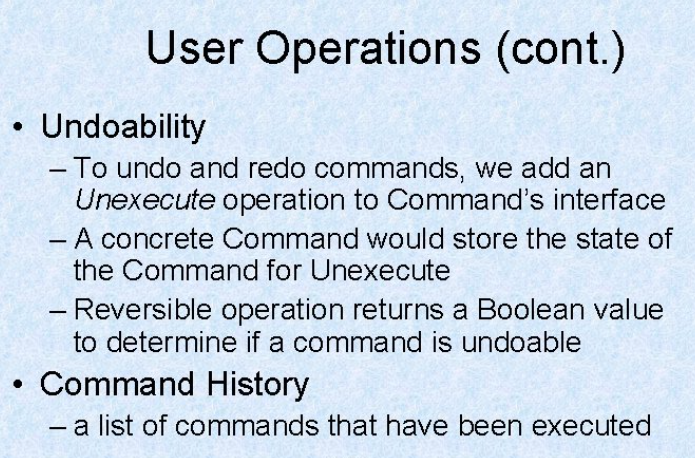 User Operations (cont.)
• Undoability
– To undo and redo commands, we add an
Unexecute operation to Command's interface
– A concrete Command would store the state of
the Command for Unexecute
– Reversible operation returns a Boolean value
to determine if a command is undoable
• Command History
– a list of commands that have been executed